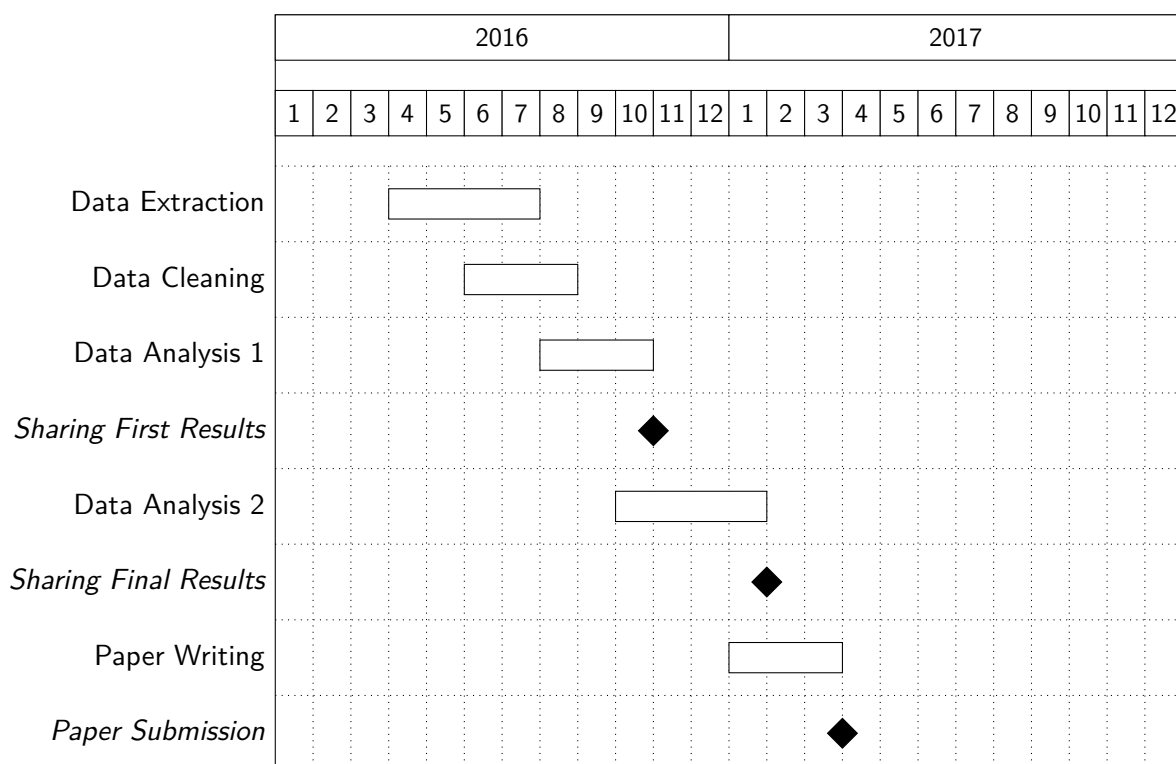 2016 2017
1 2 3 4 5 6 7 8 9 10 11 12 1 2 3 4 5 6 7 8 9 10 11 12
Data Extraction
Data Cleaning
Data Analysis 1
Sharing First Results
Data Analysis 2
Sharing Final Results
Paper Writing
Paper Submission